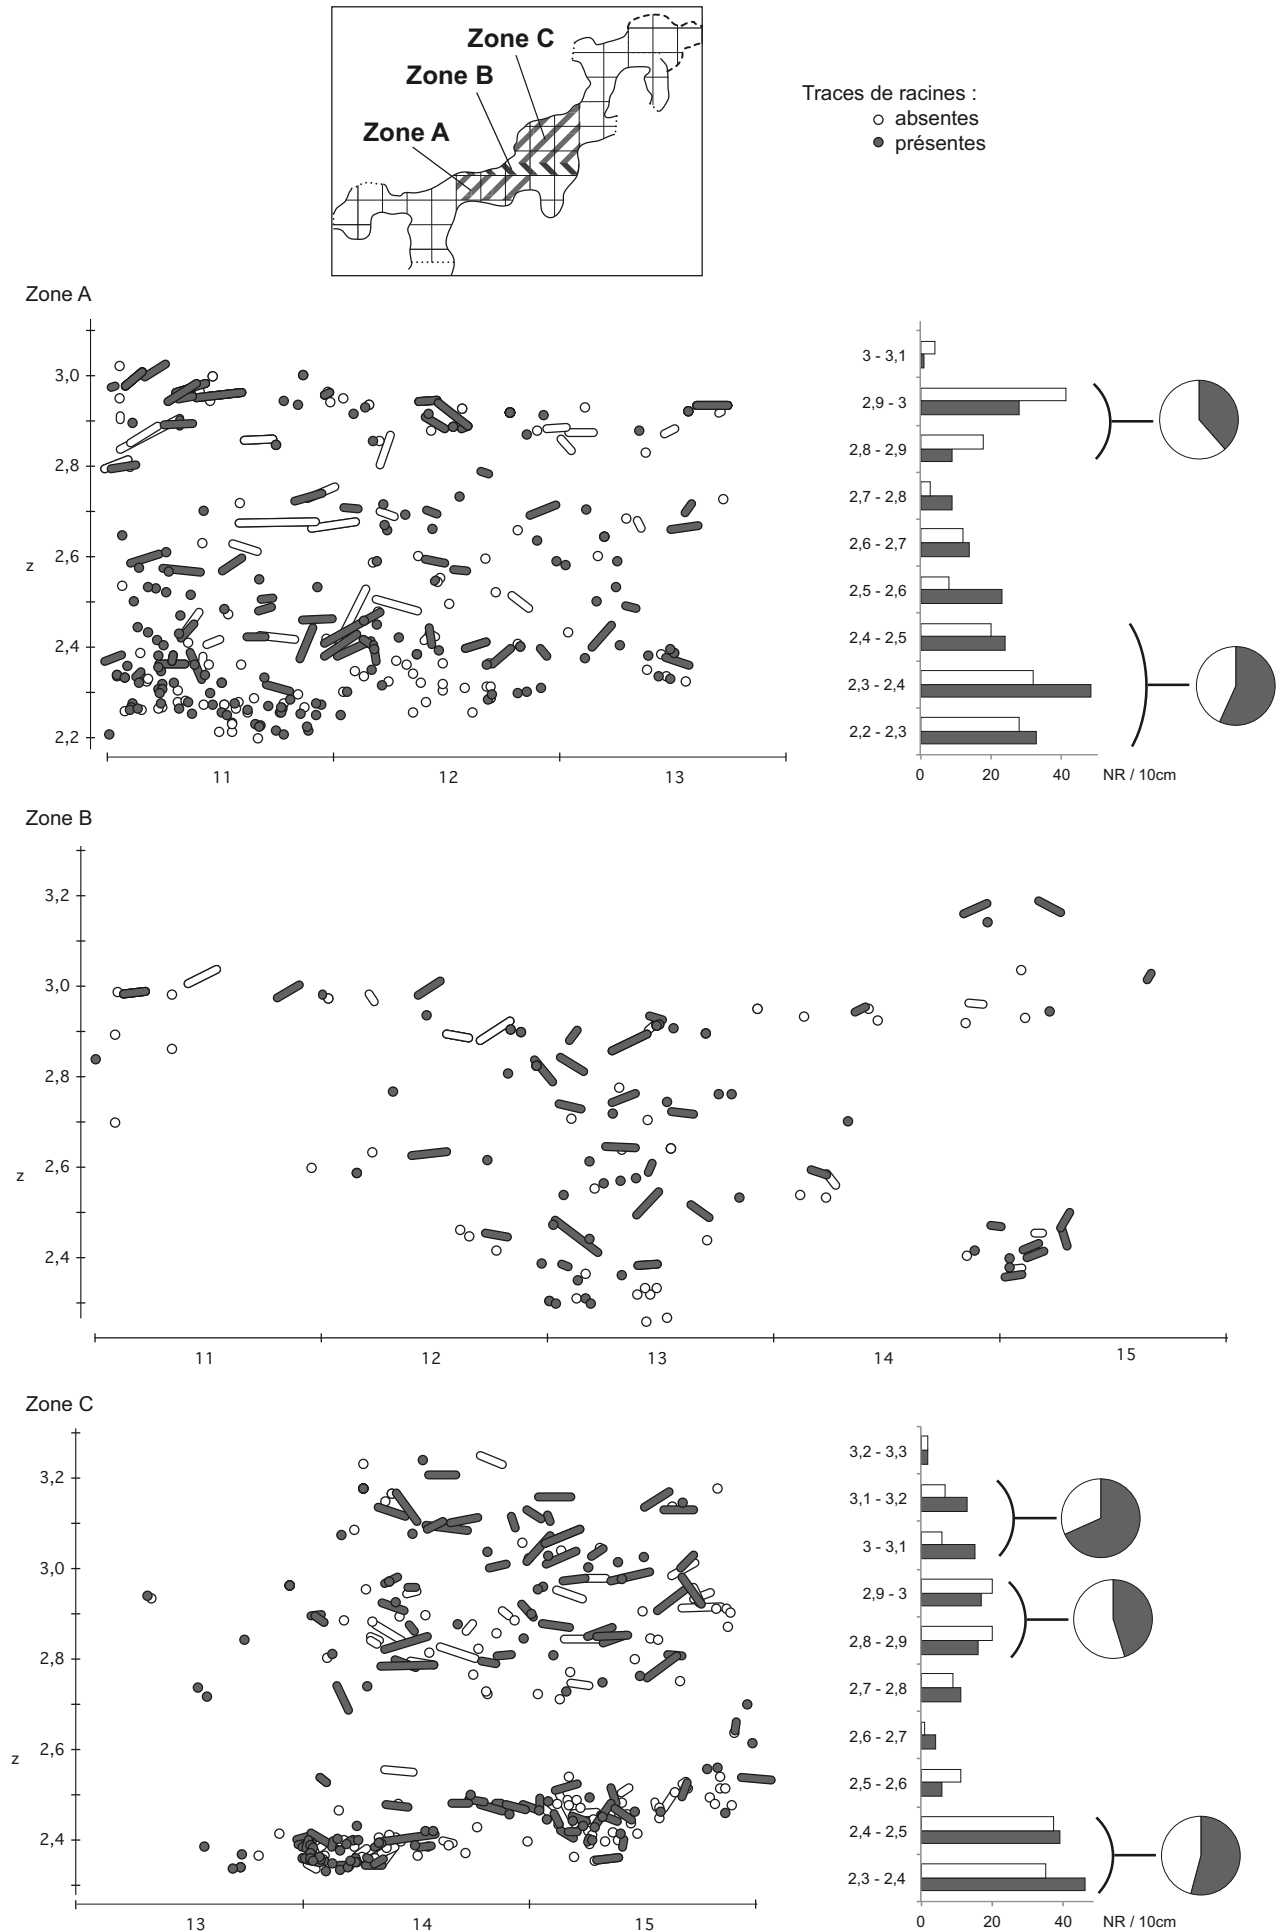 Zone C
Zone B
Zone A
Traces de racines :
absentes
présentes
Zone A
3,0
2,8
2,6
z
2,4
2,2
11 12 13
3 - 3,1
2,9 - 3
2,8 - 2,9
2,7 - 2,8
2,6 - 2,7
2,5 - 2,6
2,4 - 2,5
2,3 - 2,4
2,2 - 2,3
0 20 40 NR / 10cm
Zone B
3,2
3,0
2,8
2,6
z
2,4
11 12 13 14 15
Zone C
3,2
3,0
2,8
2,6
z
2,4
13 14 15
3,2 - 3,3
3,1 - 3,2
3 - 3,1
2,9 - 3
2,8 - 2,9
2,7 - 2,8
2,6 - 2,7
2,5 - 2,6
2,4 - 2,5
2,3 - 2,4
0 20 40 NR / 10cm